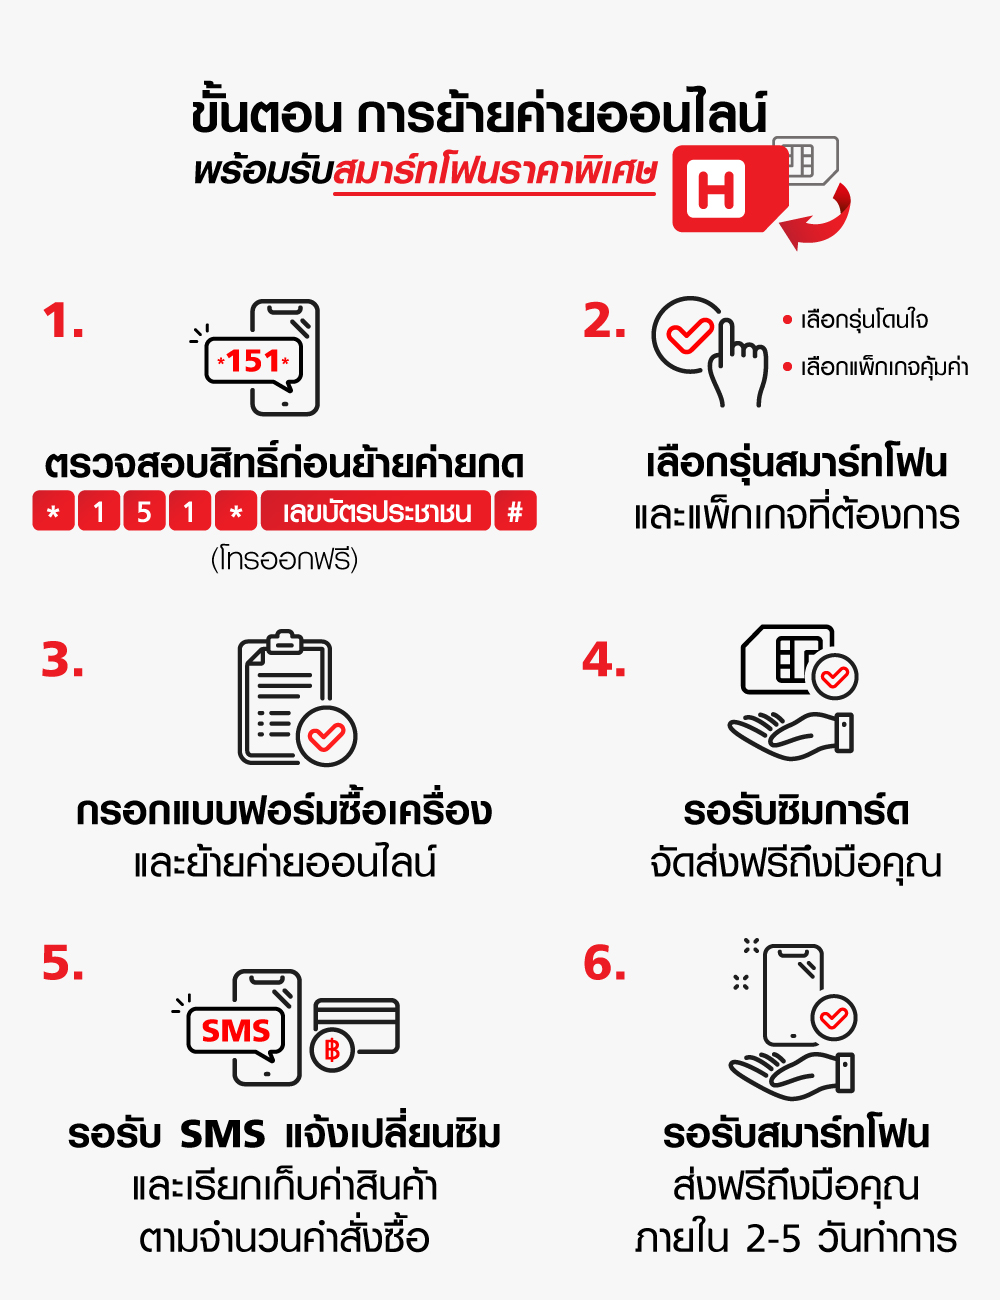 ขั้นตอน การย้ายค่ายออนไลน์
พร้อมรับสมาร์ทโฟนราคาพิเศษ
H
1.
*151*
ตรวจสอบสิทธิ์ก่อนย้ายค่ายกด
* 1 5 1 * เลขบัตรประชาชน #
(โทรออกฟรี)
2.
• เลือกรุ่นโดนใจ
• เลือกแพ็กเกจคุ้มค่า
เลือกรุ่นสมาร์ทโฟน
และแพ็กเกจที่ต้องการ
3.
กรอกแบบฟอร์มซื้อเครื่อง
และย้ายค่ายออนไลน์
4.
รอรับซิมการ์ด
จัดส่งฟรีถึงมือคุณ
5.
SMS
฿
รอรับ SMS แจ้งเปลี่ยนซิม
และเรียกเก็บค่าสินค้า
ตามจำนวนคำสั่งซื้อ
6.
รอรับสมาร์ทโฟน
ส่งฟรีถึงมือคุณ
ภายใน 2-5 วันทำการ